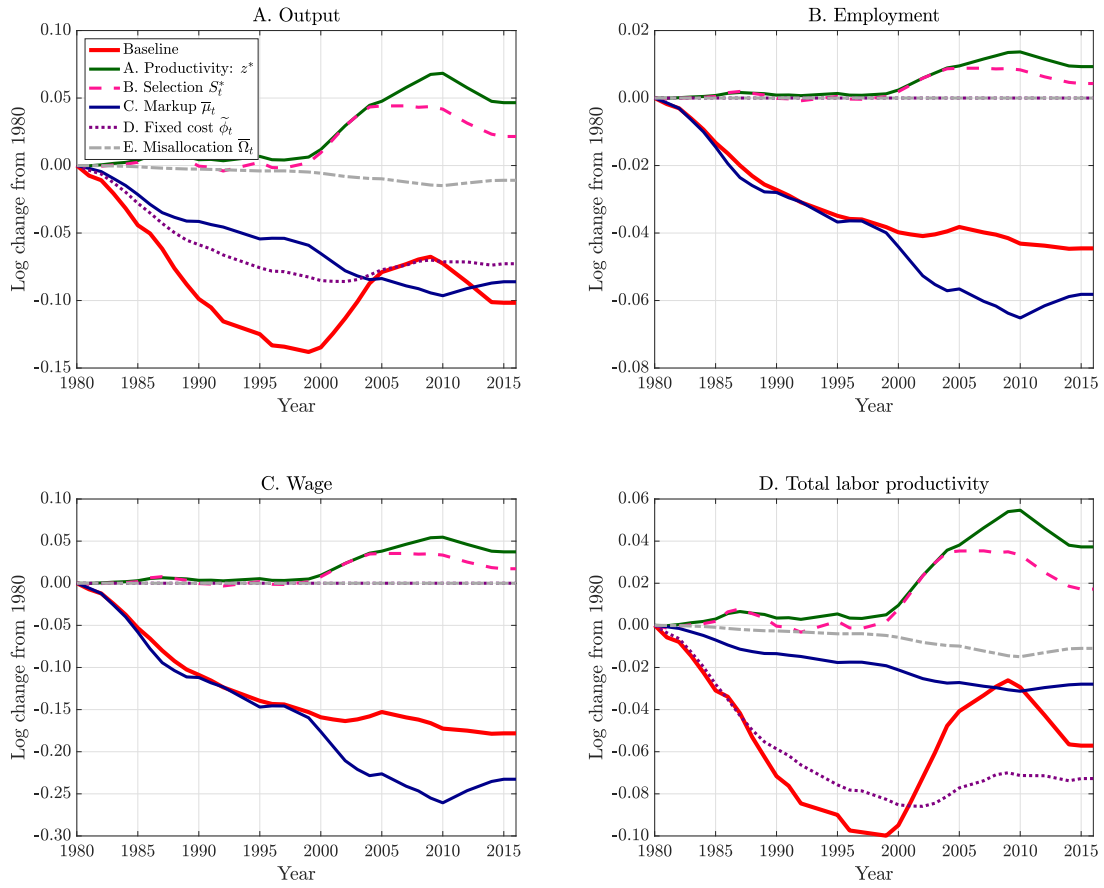 A. Output
0.10
0.05
0.00
-0.05
-0.10
-0.15
Log change from 1980
Baseline
A. Productivity: z*
B. Selection S*ₜ
C. Markup μ̅ₜ
D. Fixed cost ϕ̃ₜ
E. Misallocation Ω̅ₜ
1980 1985 1990 1995 2000 2005 2010 2015
Year
B. Employment
0.02
0.00
-0.02
-0.04
-0.06
-0.08
Log change from 1980
1980 1985 1990 1995 2000 2005 2010 2015
Year
C. Wage
0.10
0.05
0.00
-0.05
-0.10
-0.15
-0.20
-0.25
-0.30
Log change from 1980
1980 1985 1990 1995 2000 2005 2010 2015
Year
D. Total labor productivity
0.06
0.04
0.02
0.00
-0.02
-0.04
-0.06
-0.08
-0.10
Log change from 1980
1980 1985 1990 1995 2000 2005 2010 2015
Year